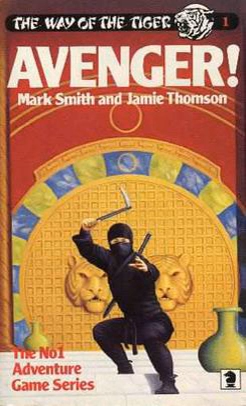 THE WAY OF THE TIGER 1
AVENGER!
Mark Smith and Jamie Thomson
The No1
Adventure
Game Series